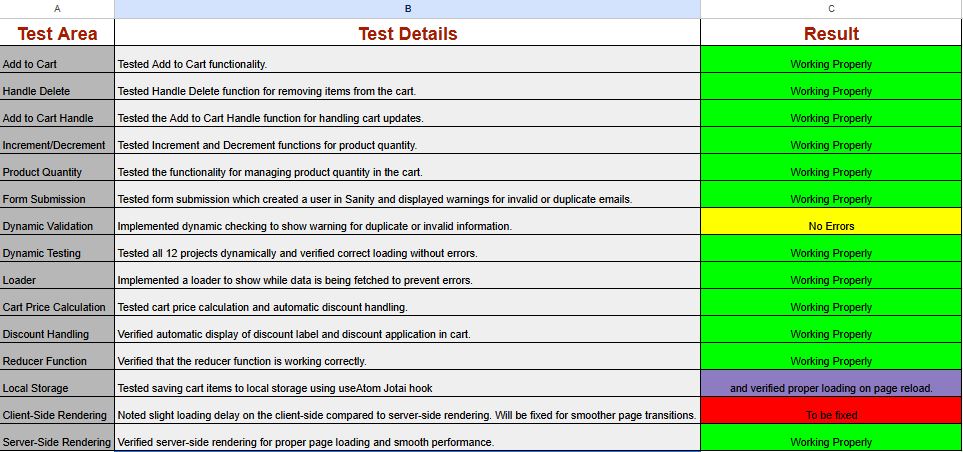 A B C
Test Area Test Details Result
Add to Cart Tested Add to Cart functionality. Working Properly
Handle Delete Tested Handle Delete function for removing items from the cart. Working Properly
Add to Cart Handle Tested the Add to Cart Handle function for handling cart updates. Working Properly
Increment/Decrement Tested Increment and Decrement functions for product quantity. Working Properly
Product Quantity Tested the functionality for managing product quantity in the cart. Working Properly
Form Submission Tested form submission which created a user in Sanity and displayed warnings for invalid or duplicate emails. Working Properly
Dynamic Validation Implemented dynamic checking to show warning for duplicate or invalid information. No Errors
Dynamic Testing Tested all 12 projects dynamically and verified correct loading without errors. Working Properly
Loader Implemented a loader to show while data is being fetched to prevent errors. Working Properly
Cart Price Calculation Tested cart price calculation and automatic discount handling. Working Properly
Discount Handling Verified automatic display of discount label and discount application in cart. Working Properly
Reducer Function Verified that the reducer function is working correctly. Working Properly
Local Storage Tested saving cart items to local storage using useAtom Jotai hook and verified proper loading on page reload.
Client-Side Rendering Noted slight loading delay on the client-side compared to server-side rendering. Will be fixed for smoother page transitions. To be fixed
Server-Side Rendering Verified server-side rendering for proper page loading and smooth performance. Working Properly